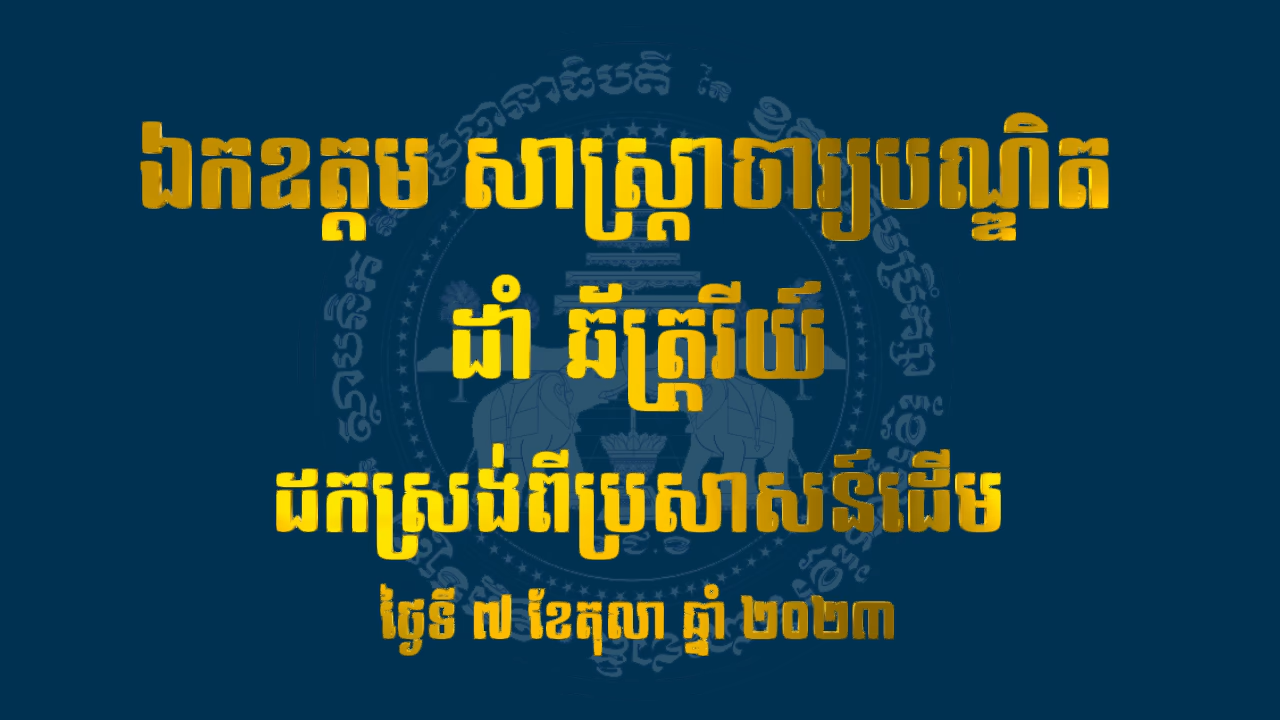 ឯកឧត្តម សាស្ត្រាចារ្យបណ្ឌិត
ដាំ ឆ័ត្រ្តរីយ៍
ដកស្រង់ពីប្រសាសន៍ដើម
ថ្ងៃទី ៧ ខែតុលា ឆ្នាំ ២០២៣